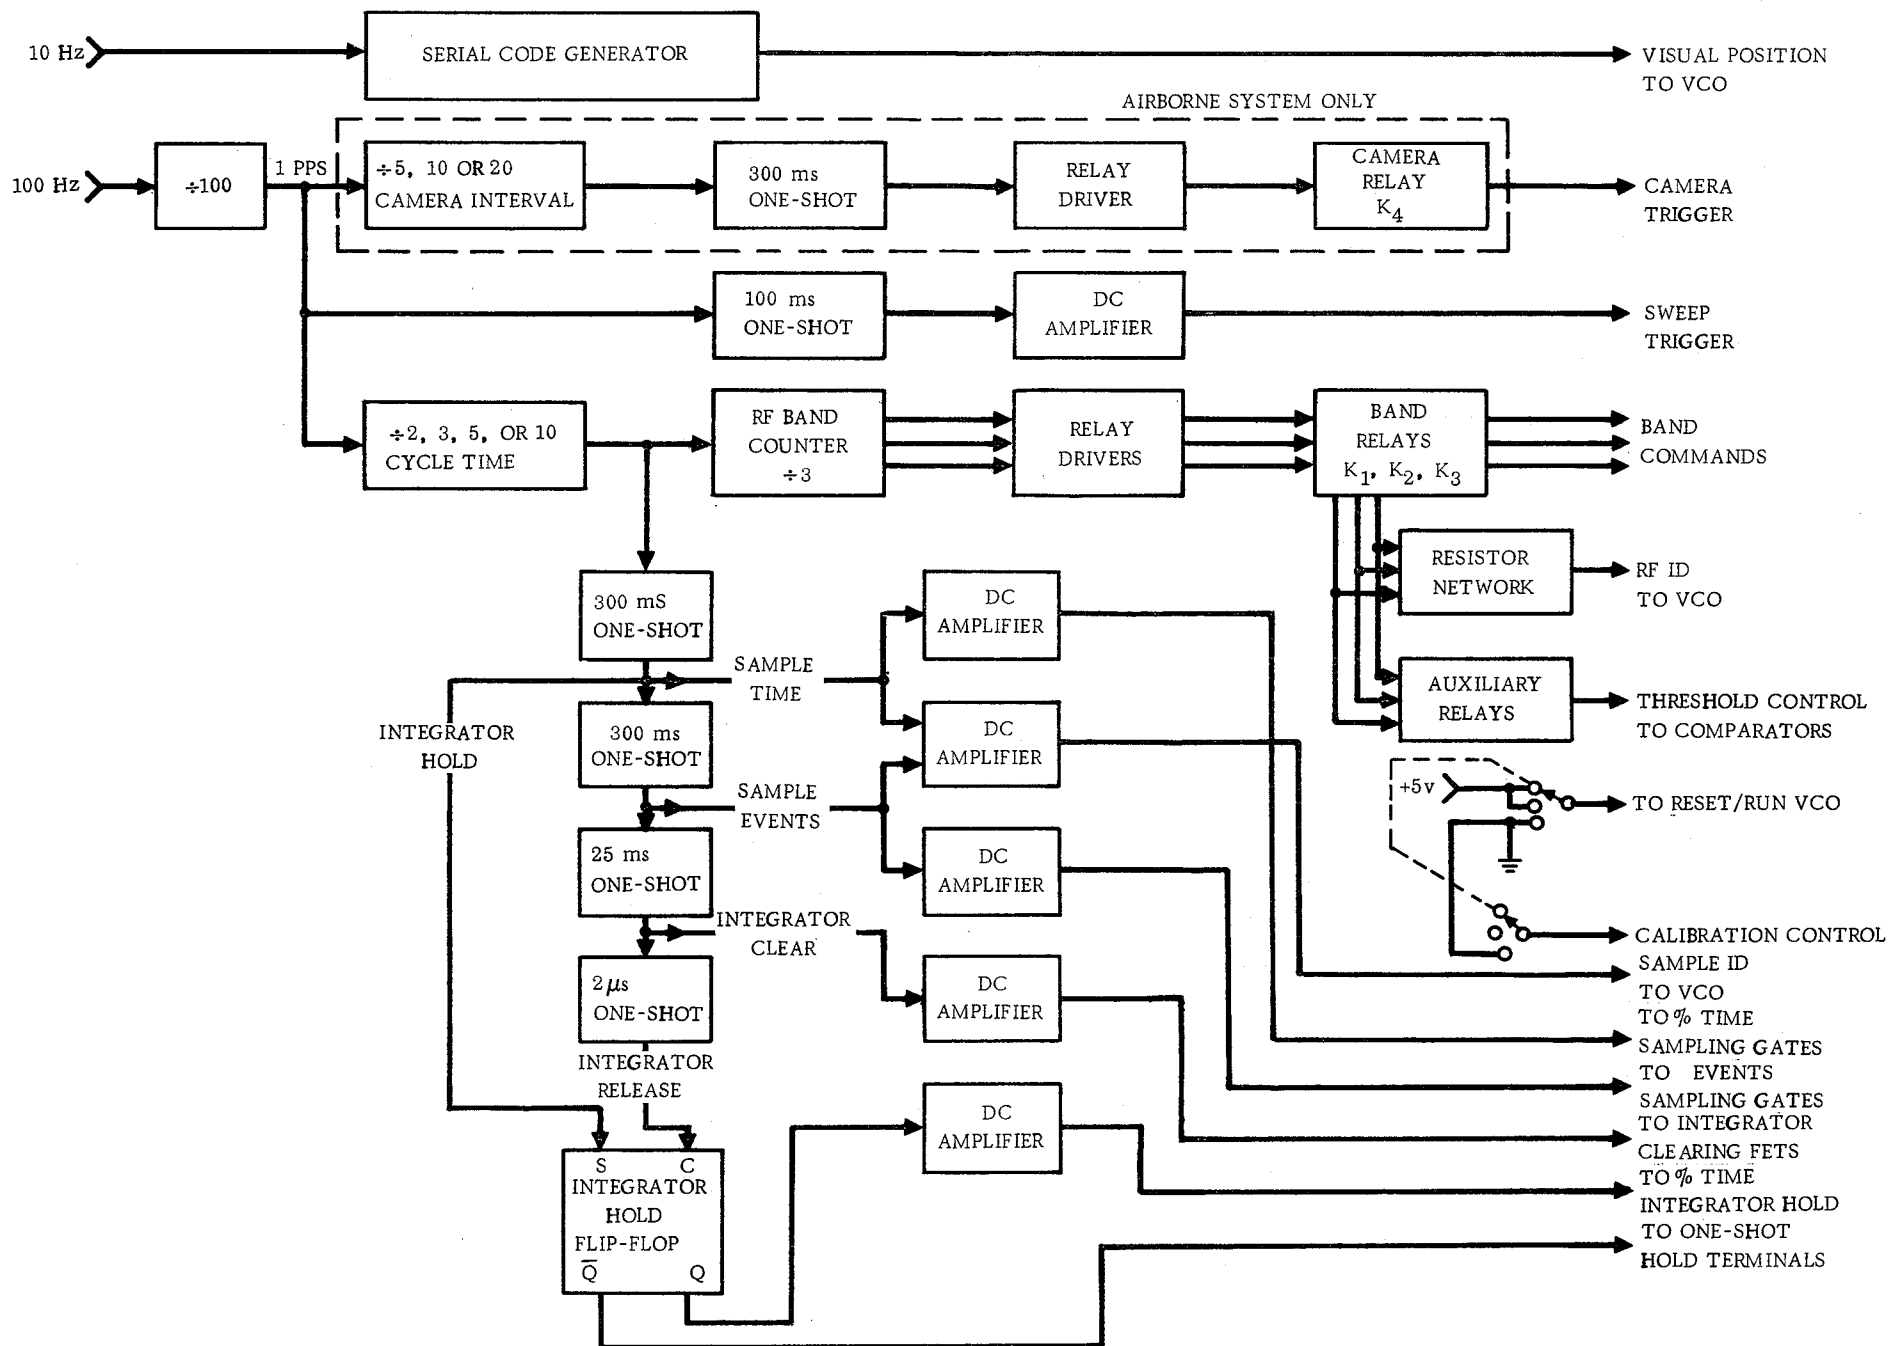 10 Hz
SERIAL CODE GENERATOR
VISUAL POSITION
TO VCO
AIRBORNE SYSTEM ONLY
100 Hz
÷100
1 PPS
÷5, 10 OR 20
CAMERA INTERVAL
300 ms
ONE-SHOT
RELAY
DRIVER
CAMERA
RELAY
K4
CAMERA
TRIGGER
100 ms
ONE-SHOT
DC
AMPLIFIER
SWEEP
TRIGGER
÷2, 3, 5, OR 10
CYCLE TIME
RF BAND
COUNTER
÷3
RELAY
DRIVERS
BAND
RELAYS
K1, K2, K3
BAND
COMMANDS
RESISTOR
NETWORK
RF ID
TO VCO
AUXILIARY
RELAYS
THRESHOLD CONTROL
TO COMPARATORS
300 mS
ONE-SHOT
SAMPLE
TIME
DC
AMPLIFIER
INTEGRATOR
HOLD
300 ms
ONE-SHOT
DC
AMPLIFIER
SAMPLE
EVENTS
+5v
TO RESET/RUN VCO
25 ms
ONE-SHOT
DC
AMPLIFIER
INTEGRATOR
CLEAR
CALIBRATION CONTROL
2μs
ONE-SHOT
DC
AMPLIFIER
SAMPLE ID
TO VCO
TO % TIME
SAMPLING GATES
TO EVENTS
SAMPLING GATES
TO INTEGRATOR
CLEARING FETS
TO % TIME
INTEGRATOR HOLD
TO ONE-SHOT
HOLD TERMINALS
INTEGRATOR
RELEASE
DC
AMPLIFIER
S C
INTEGRATOR
HOLD
FLIP-FLOP
Q̅ Q